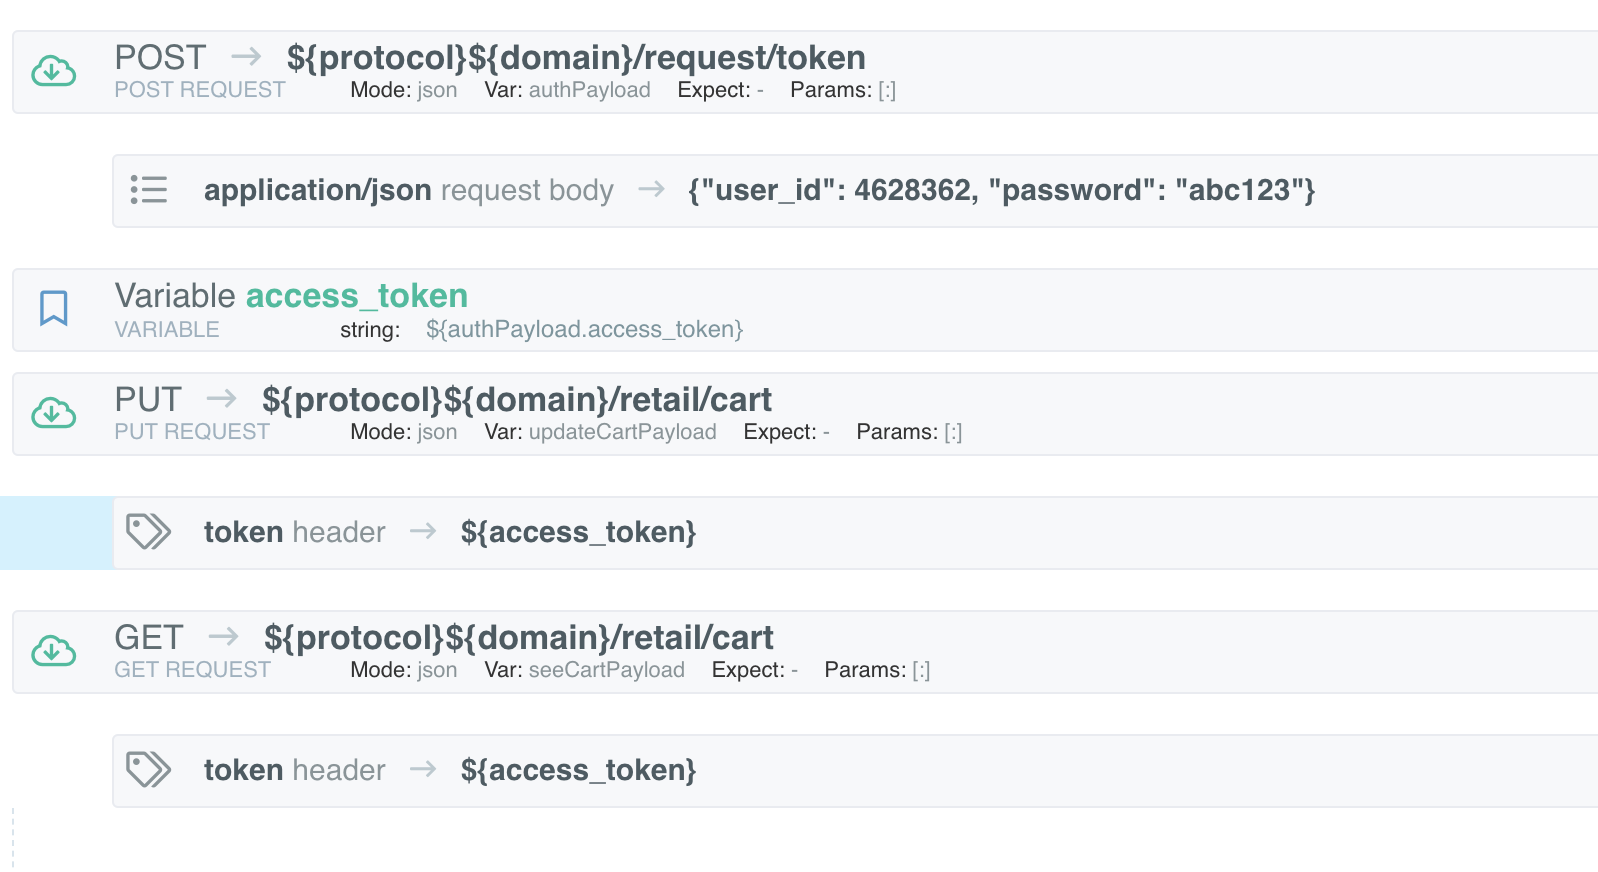 POST → ${protocol}${domain}/request/token
POST REQUEST Mode: json Var: authPayload Expect: - Params: [:]
application/json request body → {"user_id": 4628362, "password": "abc123"}
Variable access_token
VARIABLE string: ${authPayload.access_token}
PUT → ${protocol}${domain}/retail/cart
PUT REQUEST Mode: json Var: updateCartPayload Expect: - Params: [:]
token header → ${access_token}
GET → ${protocol}${domain}/retail/cart
GET REQUEST Mode: json Var: seeCartPayload Expect: - Params: [:]
token header → ${access_token}